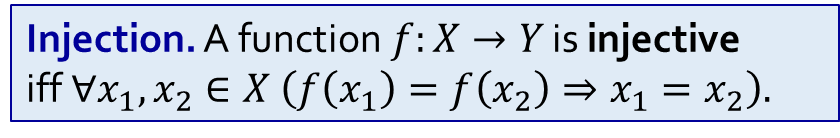 Injection. A function f: X → Y is injective
iff ∀x₁, x₂ ∈ X (f(x₁) = f(x₂) ⇒ x₁ = x₂).